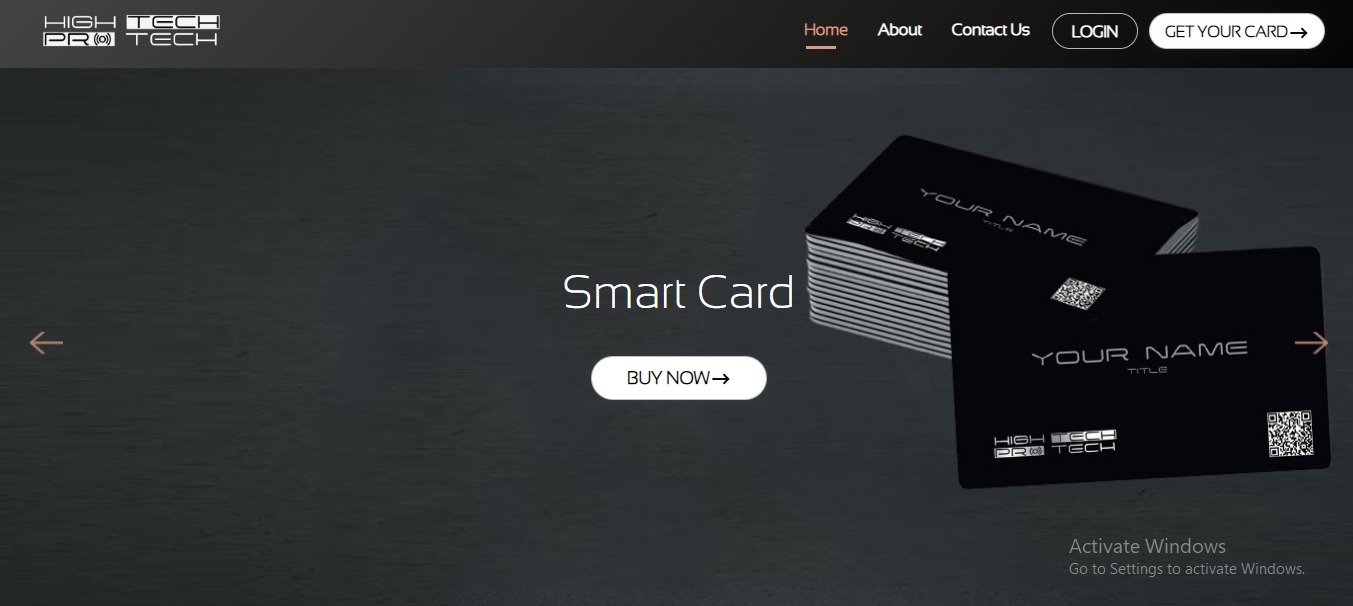 HIGH TECH
PRO TECH
Home About Contact Us LOGIN GET YOUR CARD→
YOUR NAME
TITLE
HIGH TECH
PRO TECH
Smart Card
BUY NOW→
YOUR NAME
TITLE
HIGH TECH
PRO TECH
Activate Windows
Go to Settings to activate Windows.